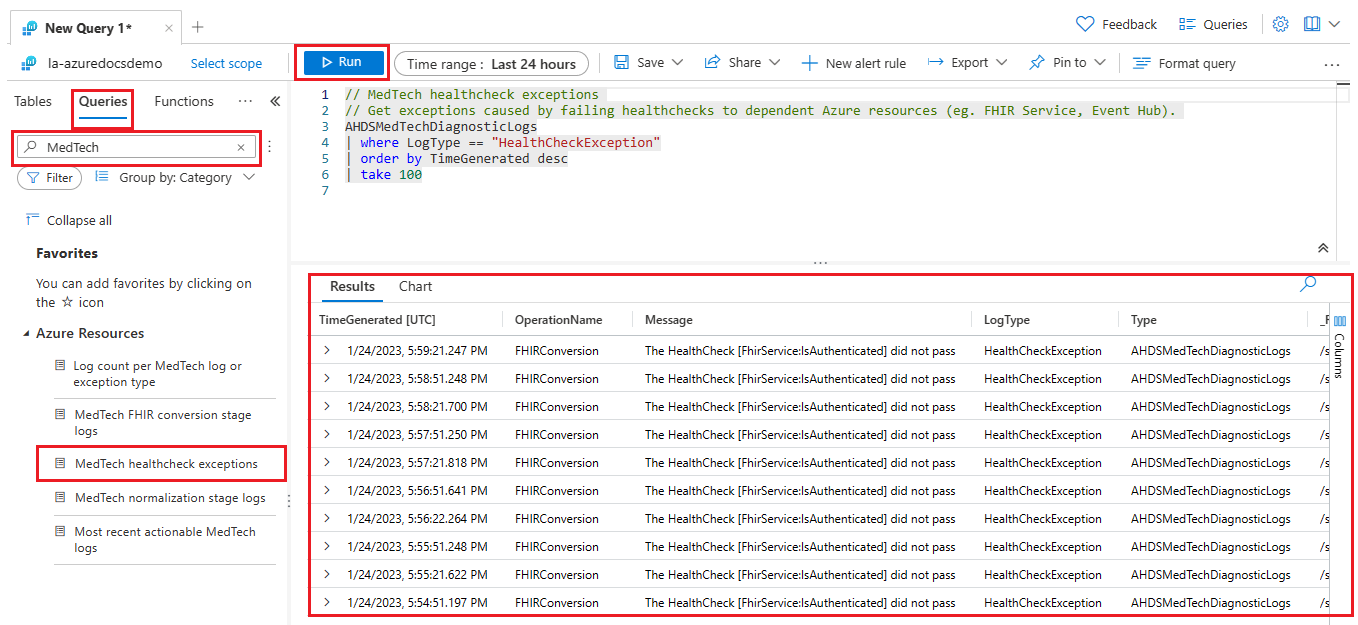 New Query 1*
Feedback
Queries
la-azuredocsdemo
Select scope
Run
Time range : Last 24 hours
Save
Share
New alert rule
Export
Pin to
Format query
Tables
Queries
Functions
MedTech
Filter
Group by: Category
Collapse all
Favorites
You can add favorites by clicking on
the ☆ icon
Azure Resources
Log count per MedTech log or
exception type
MedTech FHIR conversion stage
logs
MedTech healthcheck exceptions
MedTech normalization stage logs
Most recent actionable MedTech
logs
1 // MedTech healthcheck exceptions
2 // Get exceptions caused by failing healthchecks to dependent Azure resources (eg. FHIR Service, Event Hub).
3 AHDSMedTechDiagnosticLogs
4 | where LogType == "HealthCheckException"
5 | order by TimeGenerated desc
6 | take 100
7
Results
Chart
TimeGenerated [UTC] OperationName Message LogType Type
1/24/2023, 5:59:21.247 PM FHIRConversion The HealthCheck [FhirService:IsAuthenticated] did not pass HealthCheckException AHDSMedTechDiagnosticLogs /s
1/24/2023, 5:58:51.248 PM FHIRConversion The HealthCheck [FhirService:IsAuthenticated] did not pass HealthCheckException AHDSMedTechDiagnosticLogs /s
1/24/2023, 5:58:21.700 PM FHIRConversion The HealthCheck [FhirService:IsAuthenticated] did not pass HealthCheckException AHDSMedTechDiagnosticLogs /s
1/24/2023, 5:57:51.250 PM FHIRConversion The HealthCheck [FhirService:IsAuthenticated] did not pass HealthCheckException AHDSMedTechDiagnosticLogs /s
1/24/2023, 5:57:21.818 PM FHIRConversion The HealthCheck [FhirService:IsAuthenticated] did not pass HealthCheckException AHDSMedTechDiagnosticLogs /s
1/24/2023, 5:56:51.641 PM FHIRConversion The HealthCheck [FhirService:IsAuthenticated] did not pass HealthCheckException AHDSMedTechDiagnosticLogs /s
1/24/2023, 5:56:22.264 PM FHIRConversion The HealthCheck [FhirService:IsAuthenticated] did not pass HealthCheckException AHDSMedTechDiagnosticLogs /s
1/24/2023, 5:55:51.248 PM FHIRConversion The HealthCheck [FhirService:IsAuthenticated] did not pass HealthCheckException AHDSMedTechDiagnosticLogs /s
1/24/2023, 5:55:21.622 PM FHIRConversion The HealthCheck [FhirService:IsAuthenticated] did not pass HealthCheckException AHDSMedTechDiagnosticLogs /s
1/24/2023, 5:54:51.197 PM FHIRConversion The HealthCheck [FhirService:IsAuthenticated] did not pass HealthCheckException AHDSMedTechDiagnosticLogs /s
Columns